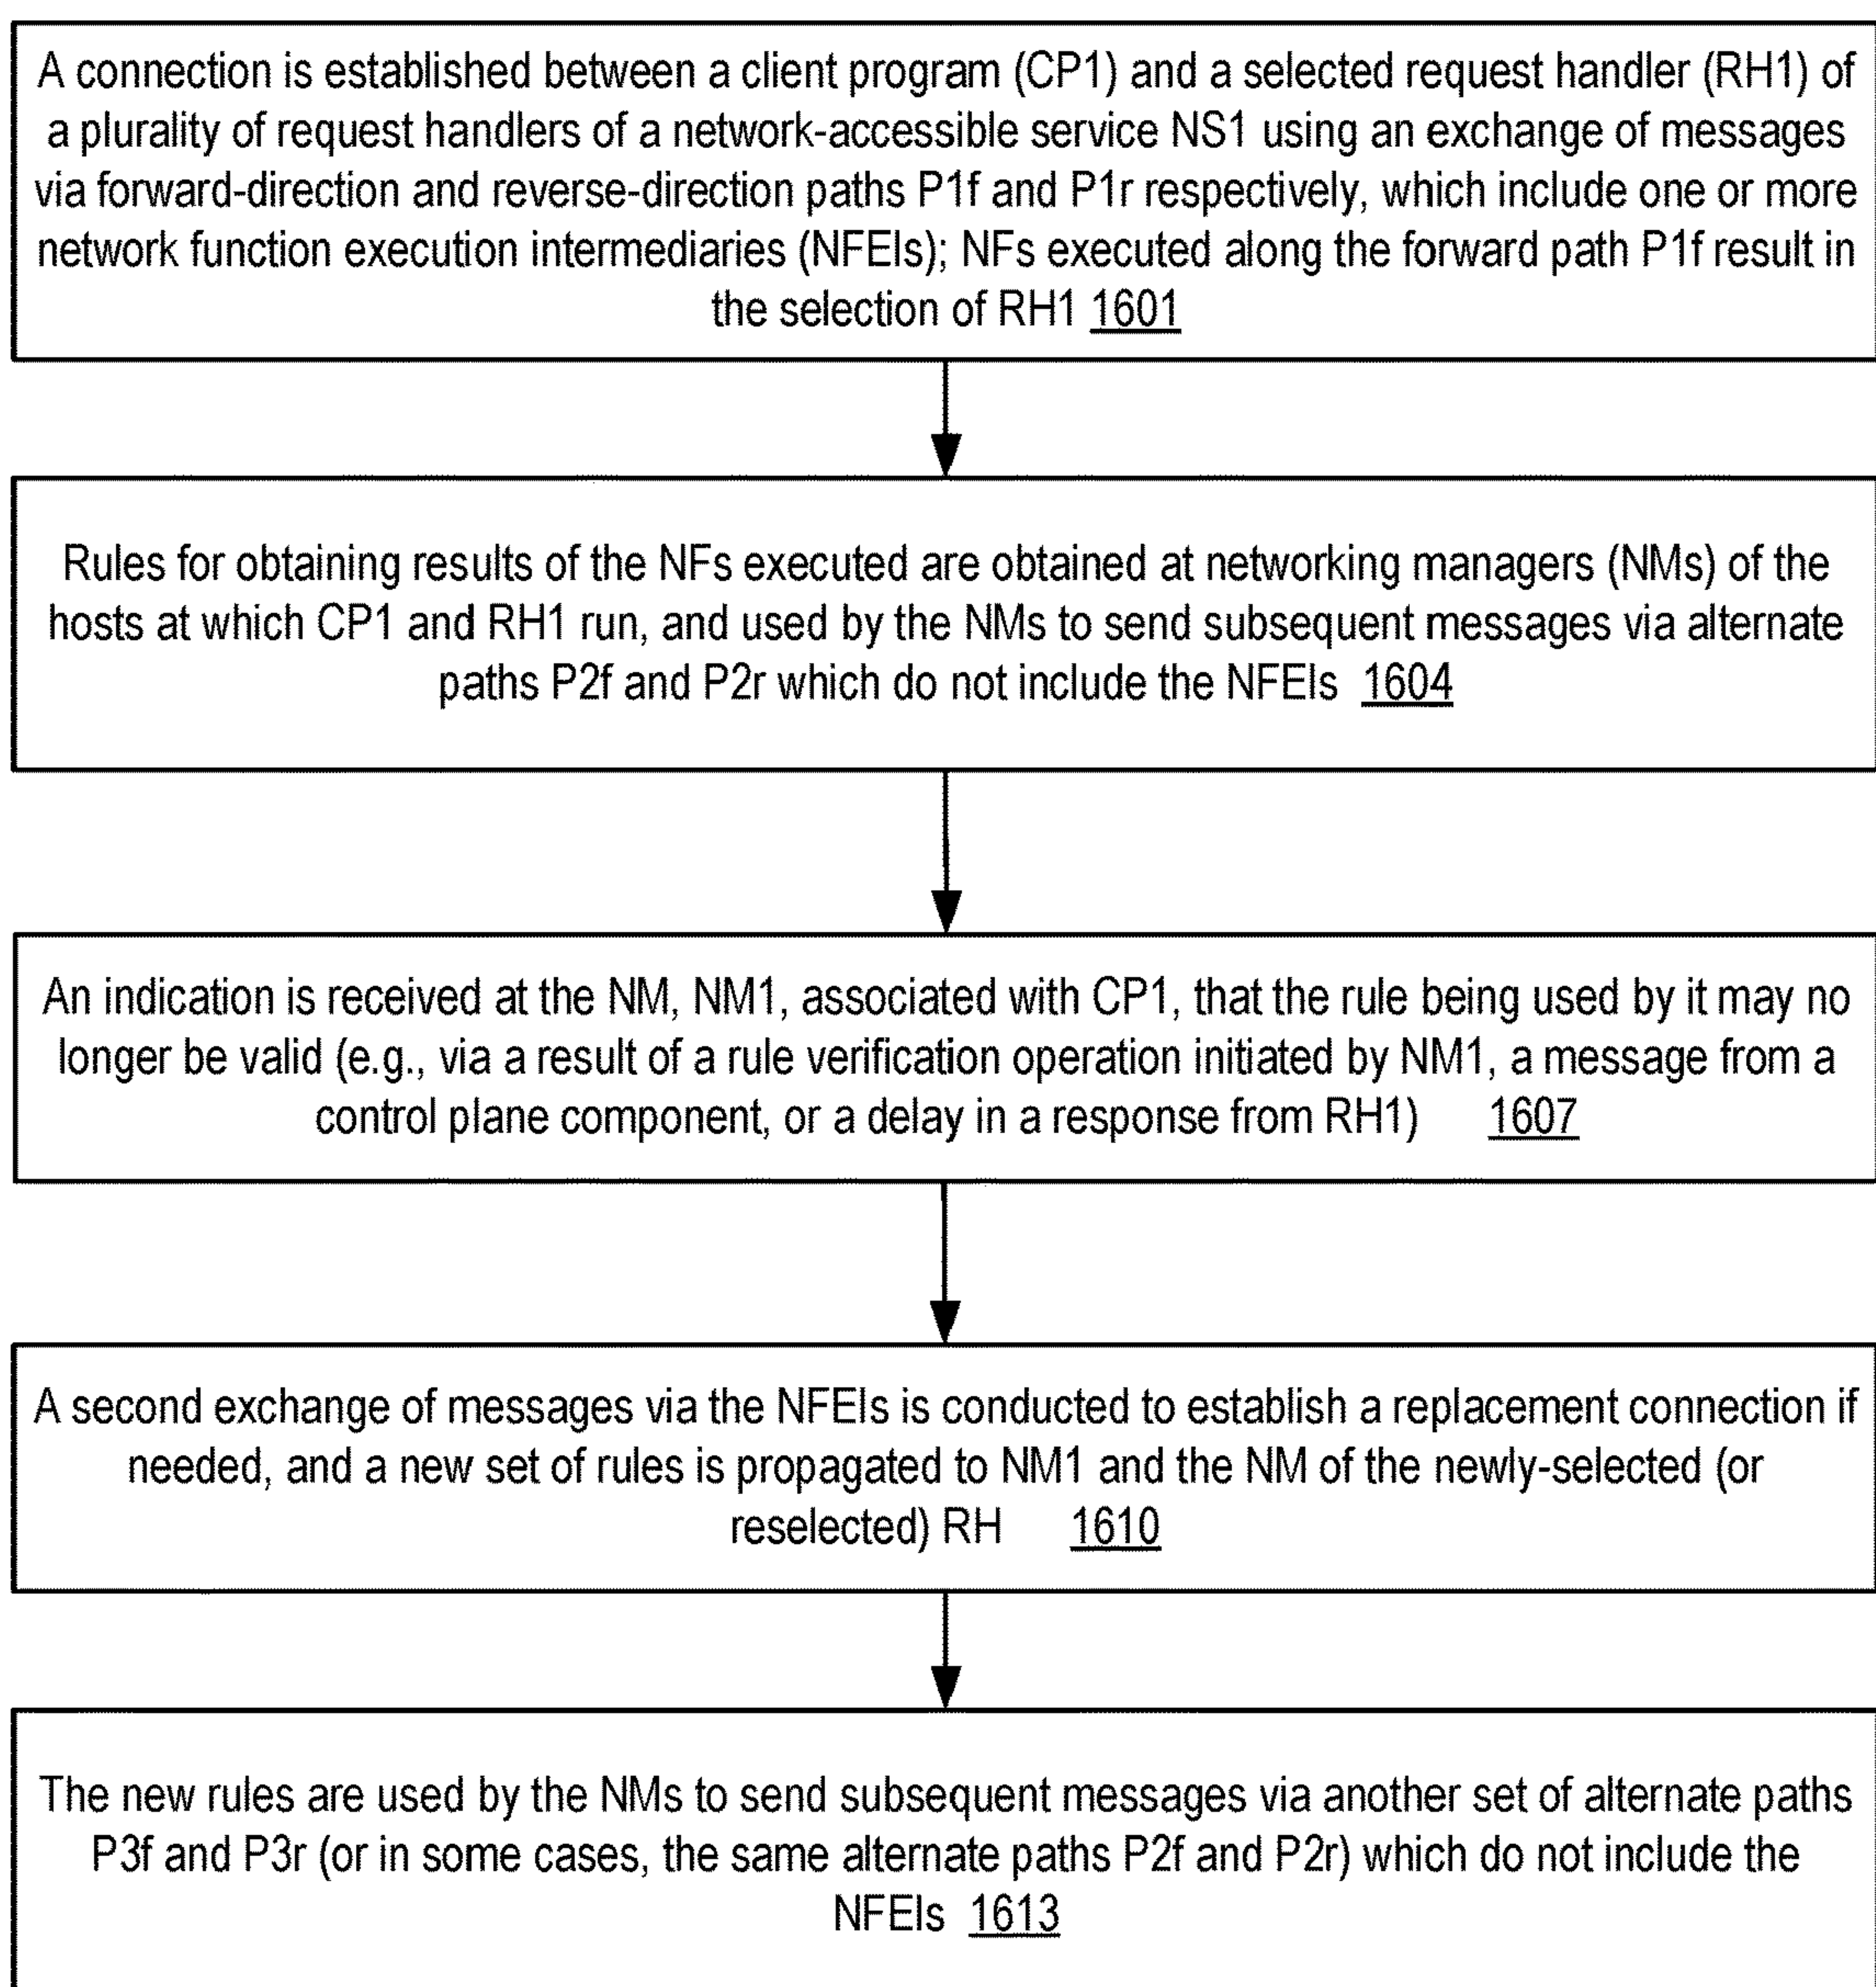 A connection is established between a client program (CP1) and a selected request handler (RH1) of
a plurality of request handlers of a network-accessible service NS1 using an exchange of messages
via forward-direction and reverse-direction paths P1f and P1r respectively, which include one or more
network function execution intermediaries (NFEIs); NFs executed along the forward path P1f result in
the selection of RH1 1601
Rules for obtaining results of the NFs executed are obtained at networking managers (NMs) of the
hosts at which CP1 and RH1 run, and used by the NMs to send subsequent messages via alternate
paths P2f and P2r which do not include the NFEIs 1604
An indication is received at the NM, NM1, associated with CP1, that the rule being used by it may no
longer be valid (e.g., via a result of a rule verification operation initiated by NM1, a message from a
control plane component, or a delay in a response from RH1) 1607
A second exchange of messages via the NFEIs is conducted to establish a replacement connection if
needed, and a new set of rules is propagated to NM1 and the NM of the newly-selected (or
reselected) RH 1610
The new rules are used by the NMs to send subsequent messages via another set of alternate paths
P3f and P3r (or in some cases, the same alternate paths P2f and P2r) which do not include the
NFEIs 1613